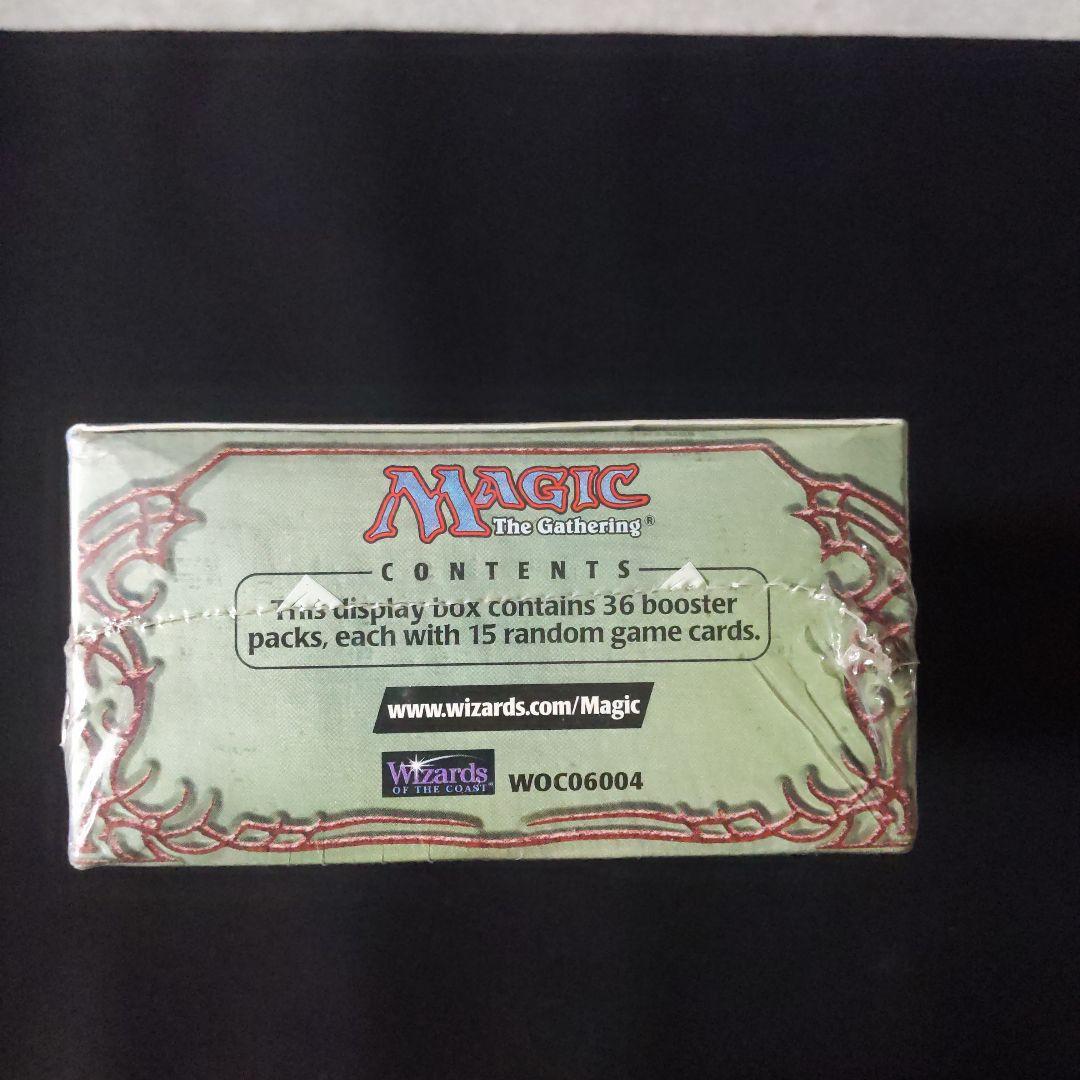 MAGIC
The Gathering®
CONTENTS
This display box contains 36 booster
packs, each with 15 random game cards.
www.wizards.com/Magic
Wizards
OF THE COAST
WOC06004